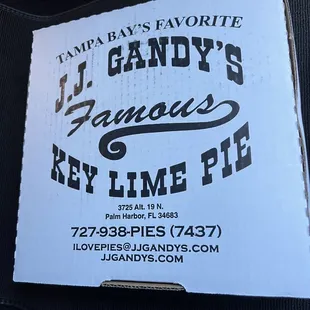 TAMPA BAY'S FAVORITE
J.J. GANDY'S
Famous
KEY LIME PIE
3725 Alt. 19 N.
Palm Harbor, FL 34683
727-938-PIES (7437)
ILOVEPIES@JJGANDYS.COM
JJGANDYS.COM